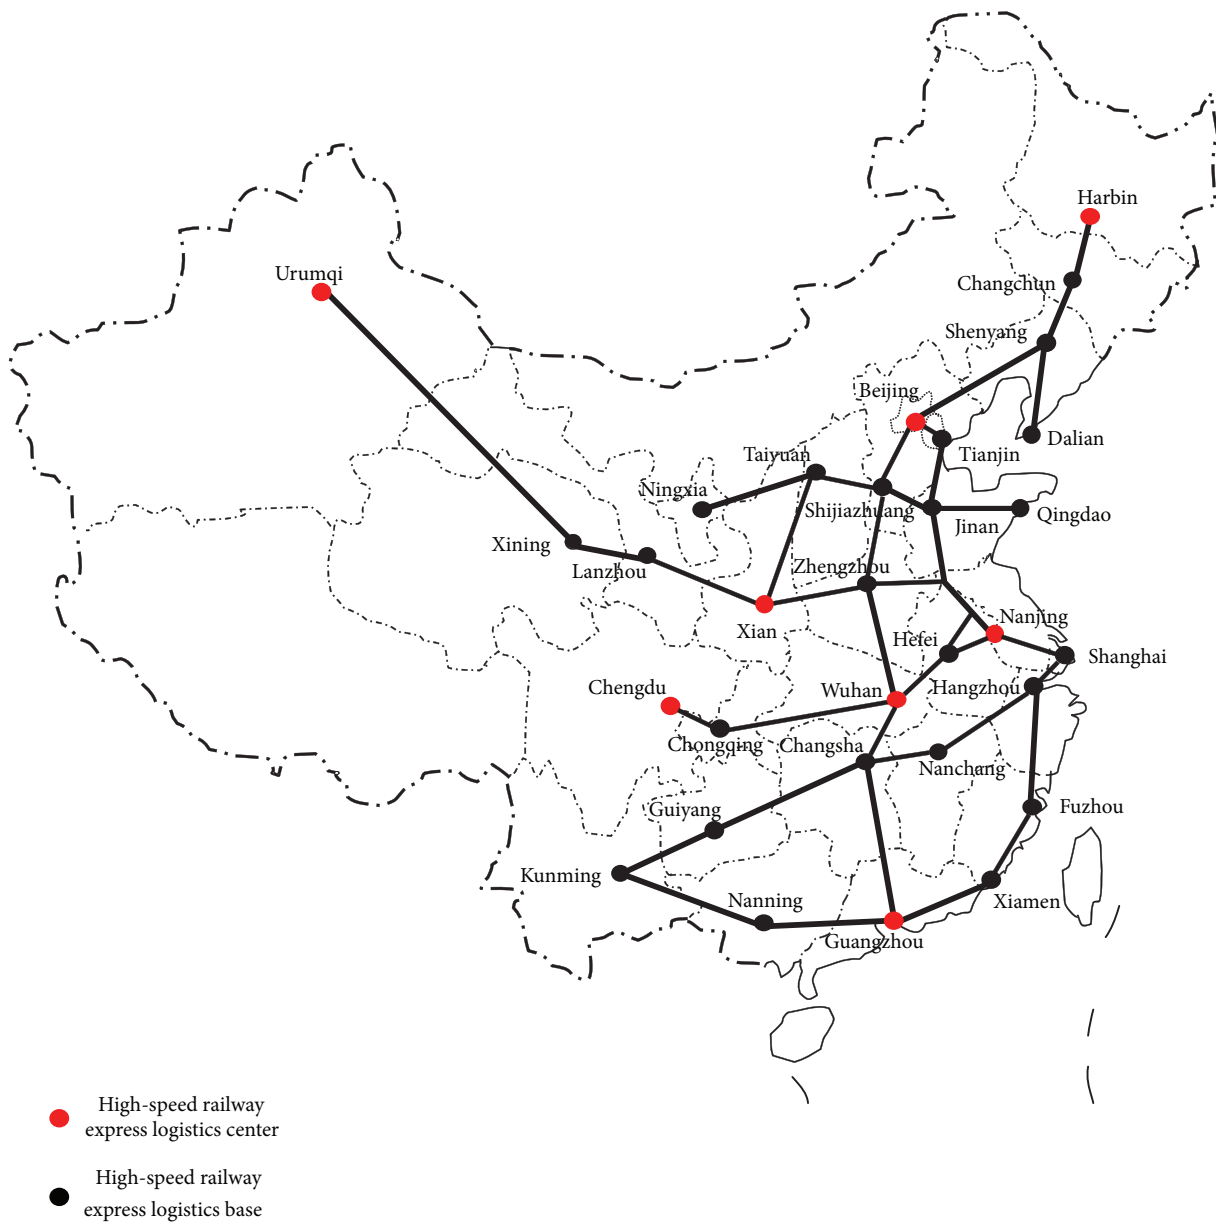 Harbin
Urumqi
Changchun
Shenyang
Beijing
Dalian
Taiyuan
Tianjin
Ningxia
Shijiazhuang
Qingdao
Jinan
Xining
Lanzhou
Zhengzhou
Nanjing
Xian
Hefei
Shanghai
Chengdu
Wuhan
Hangzhou
Chongqing
Changsha
Nanchang
Guiyang
Fuzhou
Kunming
Nanning
Xiamen
Guangzhou
High-speed railway
express logistics center
High-speed railway
express logistics base